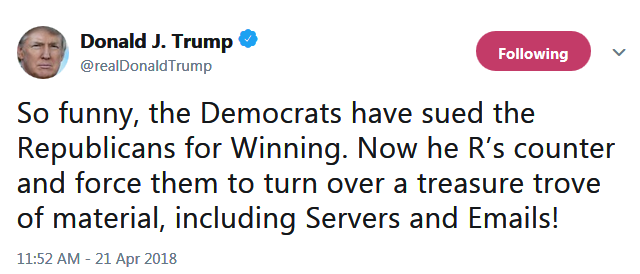 Donald J. Trump
@realDonaldTrump
Following
So funny, the Democrats have sued the
Republicans for Winning. Now he R’s counter
and force them to turn over a treasure trove
of material, including Servers and Emails!
11:52 AM - 21 Apr 2018